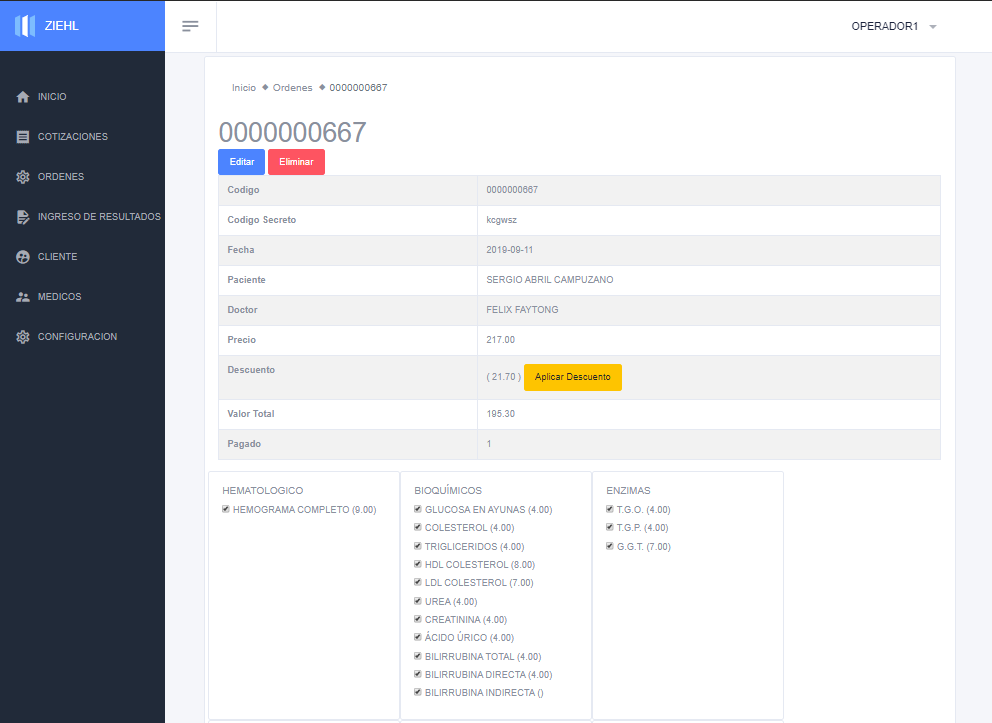 ZIEHL
OPERADOR1
INICIO
COTIZACIONES
ORDENES
INGRESO DE RESULTADOS
CLIENTE
MEDICOS
CONFIGURACION
Inicio ◆ Ordenes ◆ 0000000667
0000000667
Editar Eliminar
Codigo 0000000667
Codigo Secreto kcgwsz
Fecha 2019-09-11
Paciente SERGIO ABRIL CAMPUZANO
Doctor FELIX FAYTONG
Precio 217.00
Descuento ( 21.70 ) Aplicar Descuento
Valor Total 195.30
Pagado 1
HEMATOLOGICO
HEMOGRAMA COMPLETO (9.00)
BIOQUÍMICOS
GLUCOSA EN AYUNAS (4.00)
COLESTEROL (4.00)
TRIGLICERIDOS (4.00)
HDL COLESTEROL (8.00)
LDL COLESTEROL (7.00)
UREA (4.00)
CREATININA (4.00)
ÁCIDO ÚRICO (4.00)
BILIRRUBINA TOTAL (4.00)
BILIRRUBINA DIRECTA (4.00)
BILIRRUBINA INDIRECTA ()
ENZIMAS
T.G.O. (4.00)
T.G.P. (4.00)
G.G.T. (7.00)